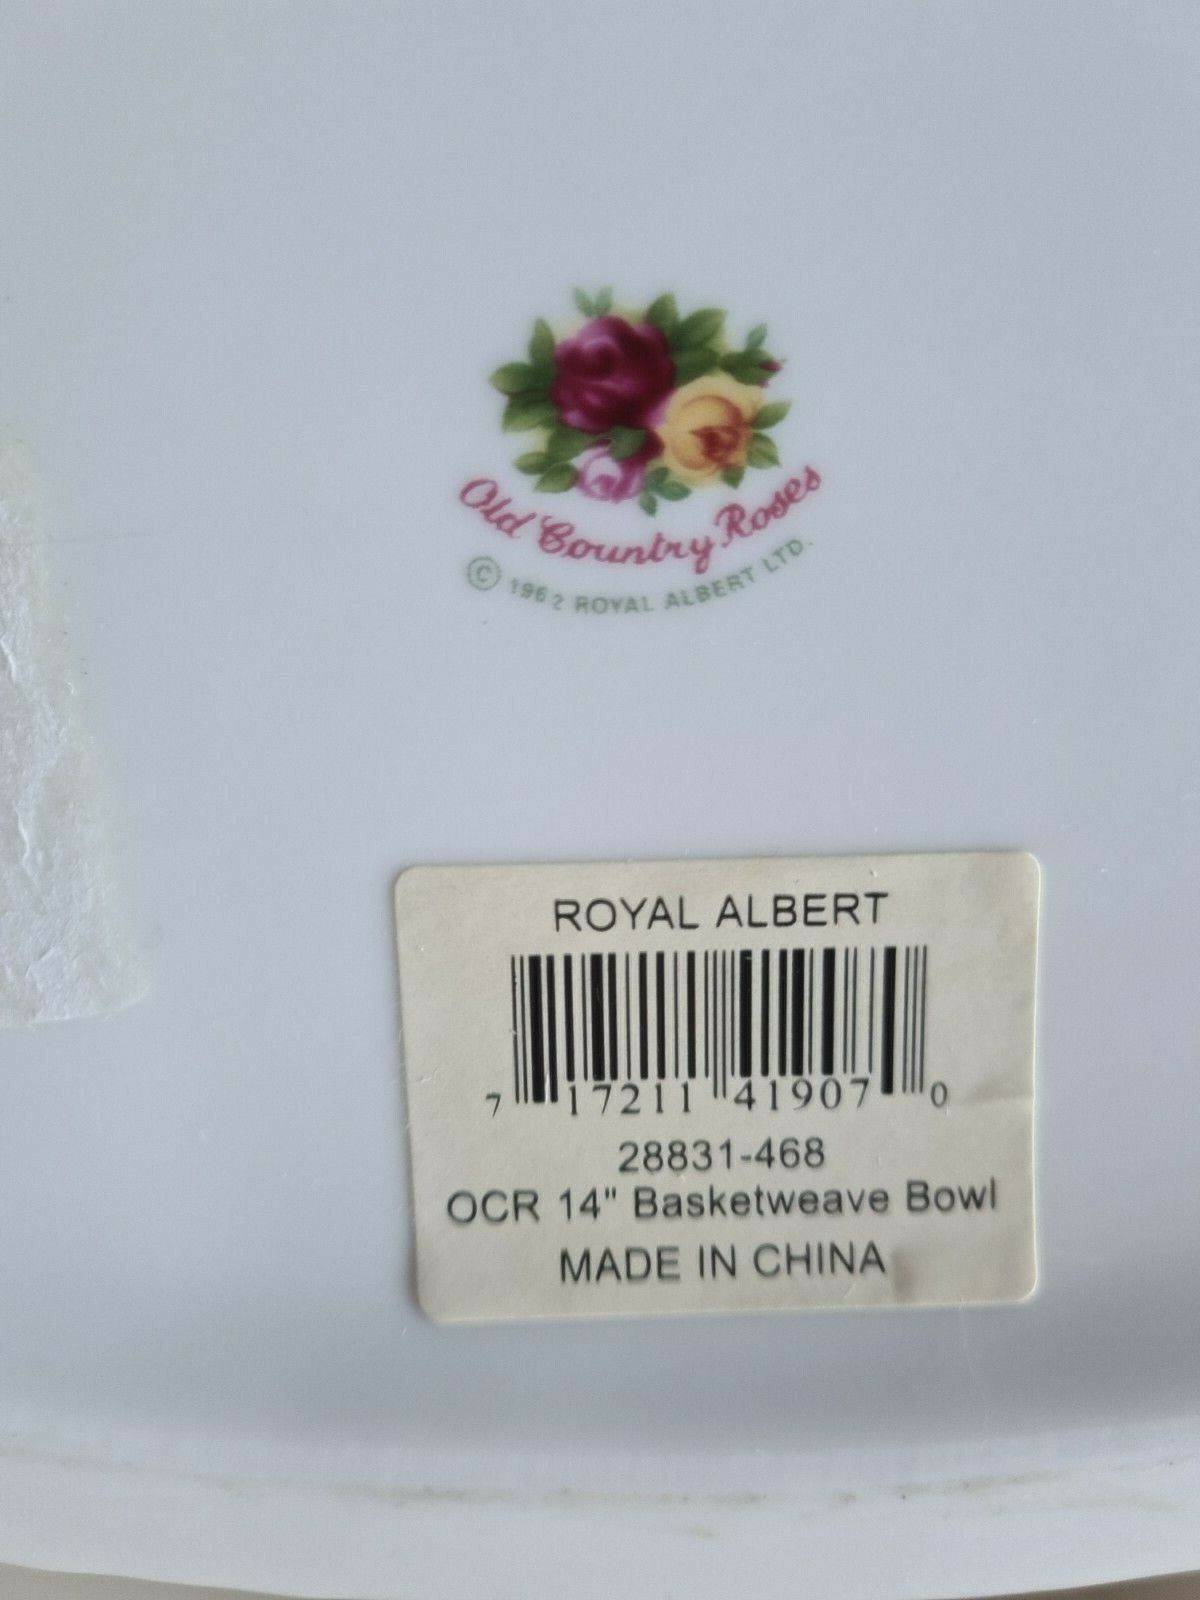 Old Country Roses
© 1962 ROYAL ALBERT LTD.
ROYAL ALBERT
7 17211 41907 0
28831-468
OCR 14" Basketweave Bowl
MADE IN CHINA